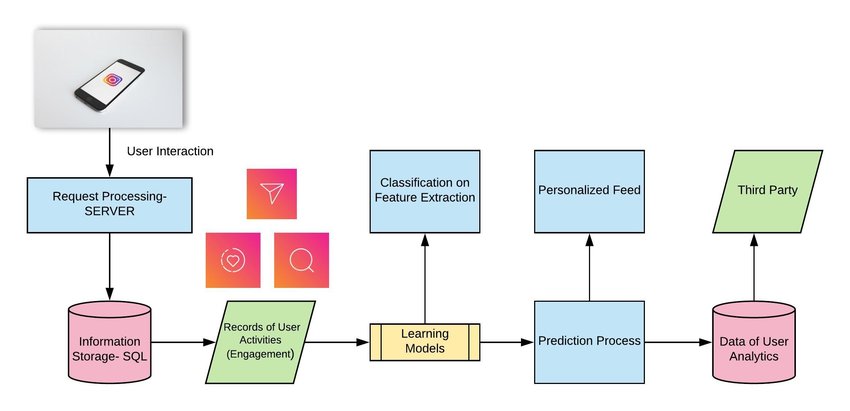 User Interaction
Request Processing-
SERVER
Classification on
Feature Extraction
Personalized Feed
Third Party
Information
Storage- SQL
Records of User
Activities
(Engagement)
Learning
Models
Prediction Process
Data of User
Analytics